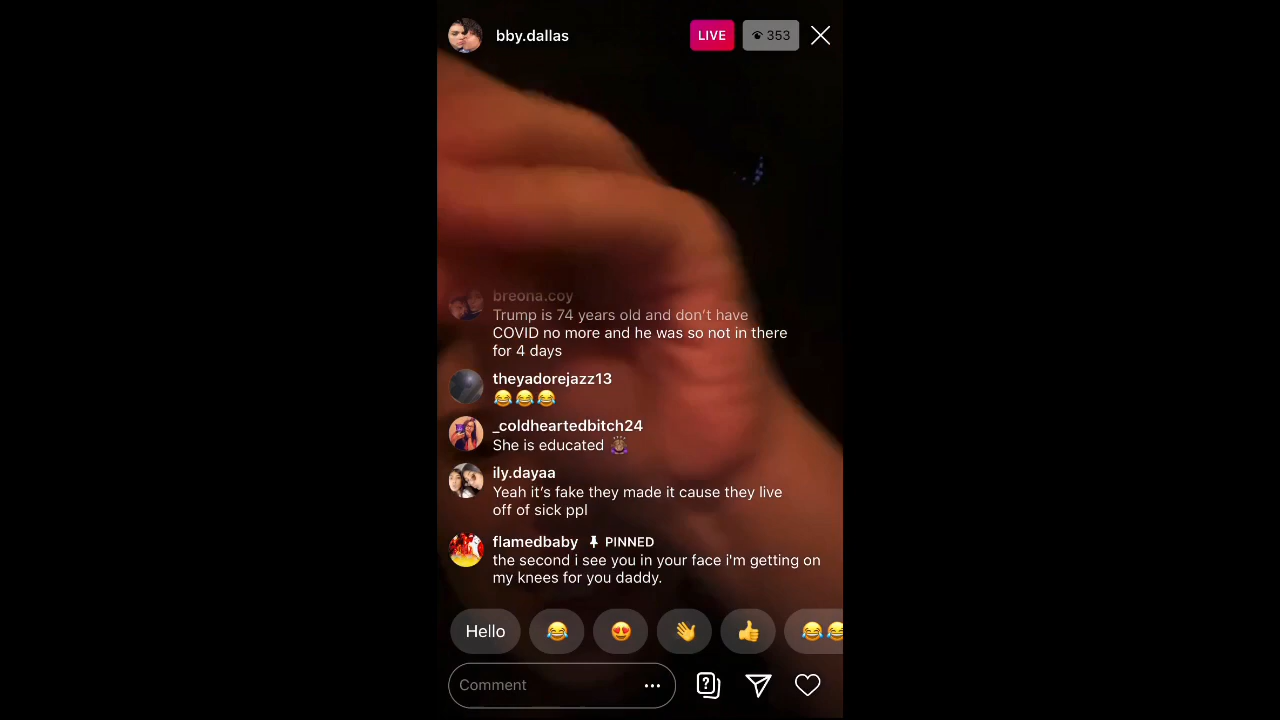 bby.dallas
LIVE
353
breona.coy
Trump is 74 years old and don't have
COVID no more and he was so not in there
for 4 days
theyadorejazz13
😂😂😂
_coldheartedbitch24
She is educated
ily.dayaa
Yeah it's fake they made it cause they live
off of sick ppl
flamedbaby PINNED
the second i see you in your face i'm getting on
my knees for you daddy.
Hello
Comment